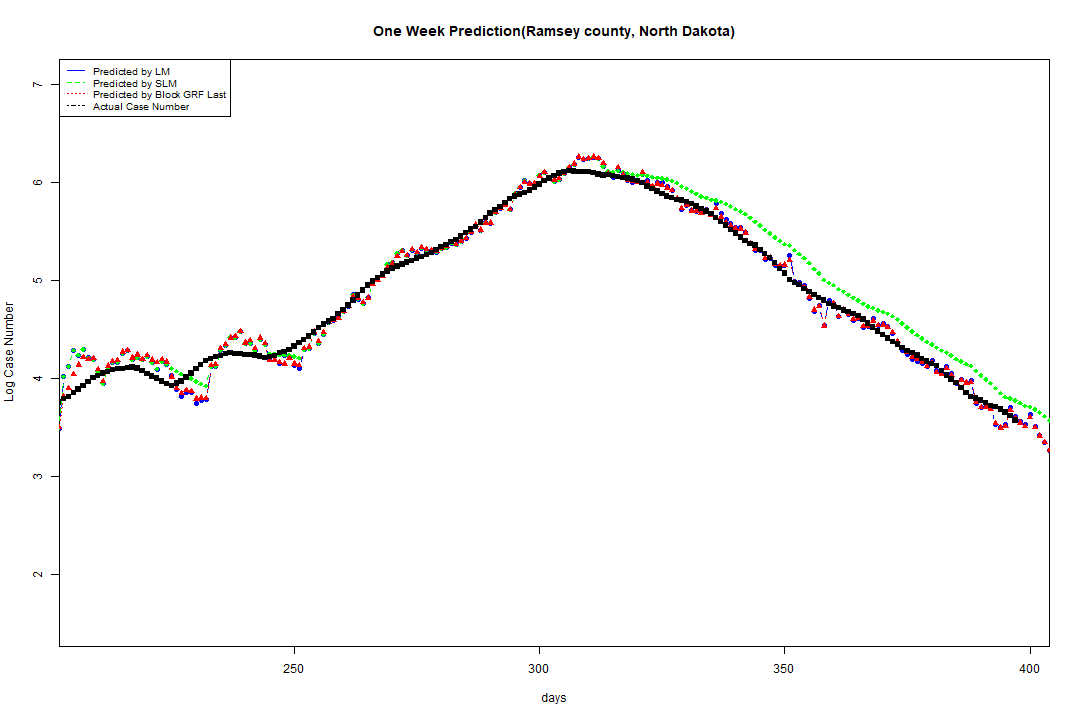 One Week Prediction(Ramsey county, North Dakota)
Predicted by LM
Predicted by SLM
Predicted by Block GRF Last
Actual Case Number
7
6
5
4
3
2
Log Case Number
250
300
350
400
days